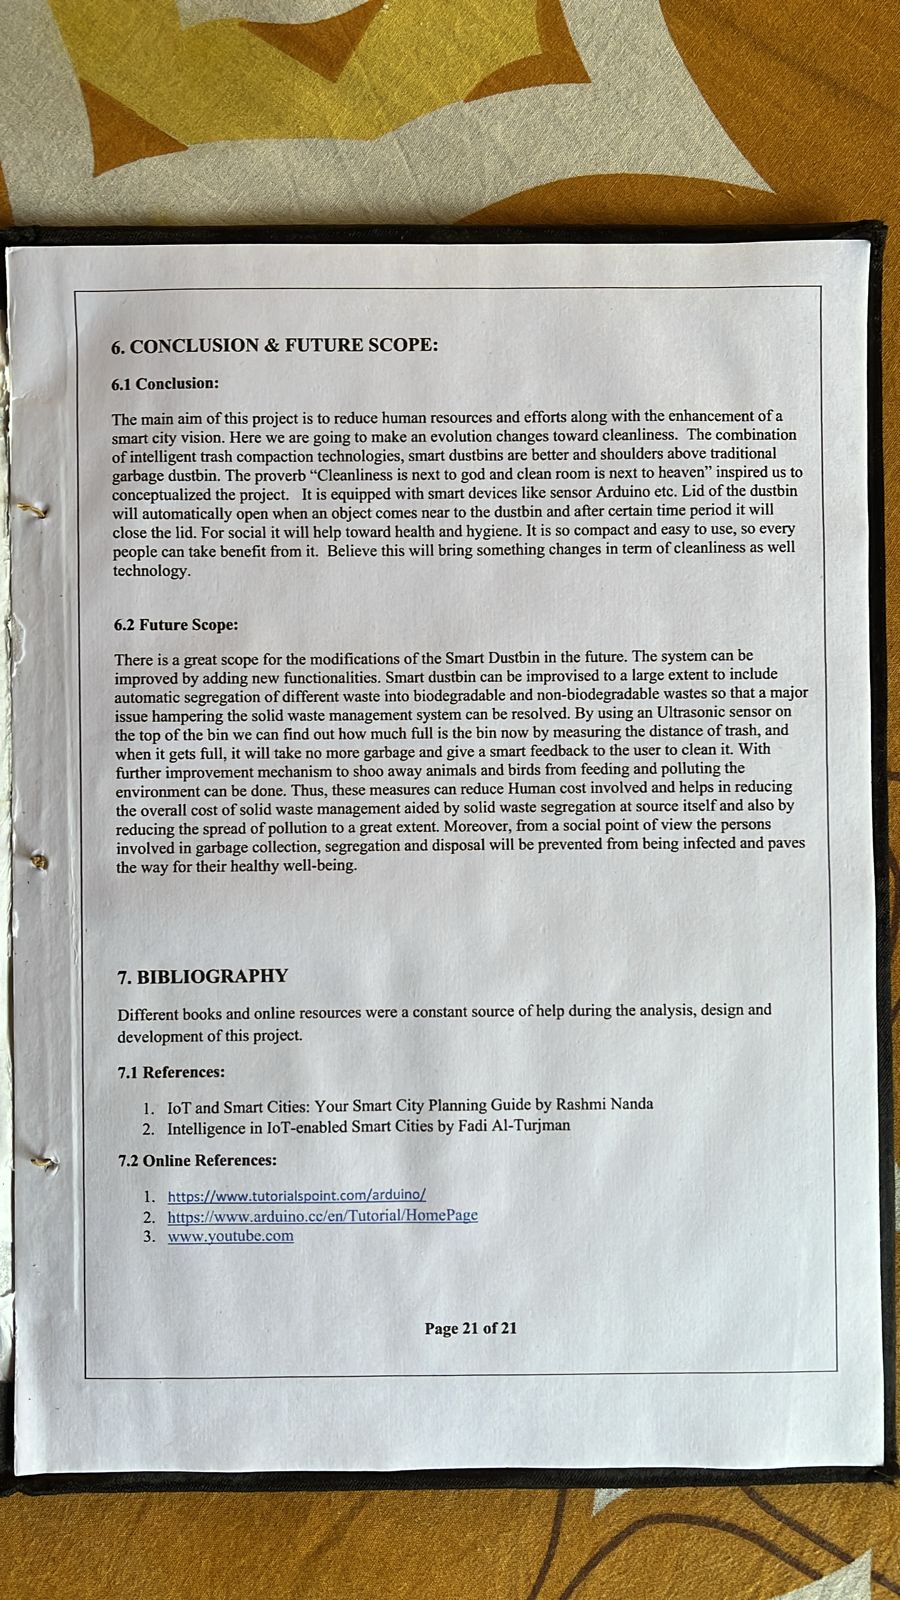 6. CONCLUSION & FUTURE SCOPE:
6.1 Conclusion:
The main aim of this project is to reduce human resources and efforts along with the enhancement of a
smart city vision. Here we are going to make an evolution changes toward cleanliness.  The combination
of intelligent trash compaction technologies, smart dustbins are better and shoulders above traditional
garbage dustbin. The proverb “Cleanliness is next to god and clean room is next to heaven” inspired us to
conceptualized the project.   It is equipped with smart devices like sensor Arduino etc. Lid of the dustbin
will automatically open when an object comes near to the dustbin and after certain time period it will
close the lid. For social it will help toward health and hygiene. It is so compact and easy to use, so every
people can take benefit from it.  Believe this will bring something changes in term of cleanliness as well
technology.
6.2 Future Scope:
There is a great scope for the modifications of the Smart Dustbin in the future. The system can be
improved by adding new functionalities. Smart dustbin can be improvised to a large extent to include
automatic segregation of different waste into biodegradable and non-biodegradable wastes so that a major
issue hampering the solid waste management system can be resolved. By using an Ultrasonic sensor on
the top of the bin we can find out how much full is the bin now by measuring the distance of trash, and
when it gets full, it will take no more garbage and give a smart feedback to the user to clean it. With
further improvement mechanism to shoo away animals and birds from feeding and polluting the
environment can be done. Thus, these measures can reduce Human cost involved and helps in reducing
the overall cost of solid waste management aided by solid waste segregation at source itself and also by
reducing the spread of pollution to a great extent. Moreover, from a social point of view the persons
involved in garbage collection, segregation and disposal will be prevented from being infected and paves
the way for their healthy well-being.
7. BIBLIOGRAPHY
Different books and online resources were a constant source of help during the analysis, design and
development of this project.
7.1 References:
1. IoT and Smart Cities: Your Smart City Planning Guide by Rashmi Nanda
2. Intelligence in IoT-enabled Smart Cities by Fadi Al-Turjman
7.2 Online References:
1. https://www.tutorialspoint.com/arduino/
2. https://www.arduino.cc/en/Tutorial/HomePage
3. www.youtube.com
Page 21 of 21